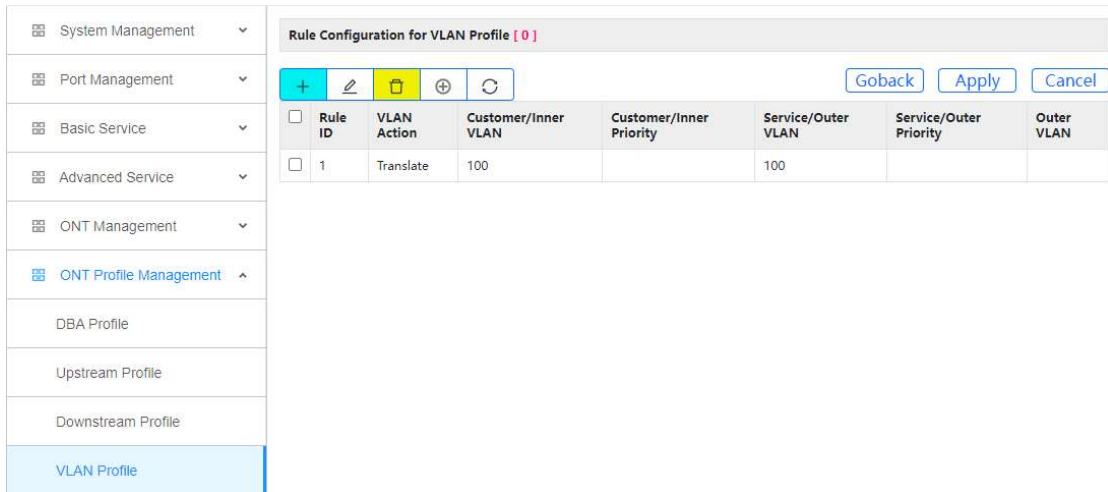 System Management
Port Management
Basic Service
Advanced Service
ONT Management
ONT Profile Management
DBA Profile
Upstream Profile
Downstream Profile
VLAN Profile
Rule Configuration for VLAN Profile [ 0 ]
Goback Apply Cancel
Rule ID VLAN Action Customer/Inner VLAN Customer/Inner Priority Service/Outer VLAN Service/Outer Priority Outer VLAN
1 Translate 100 100